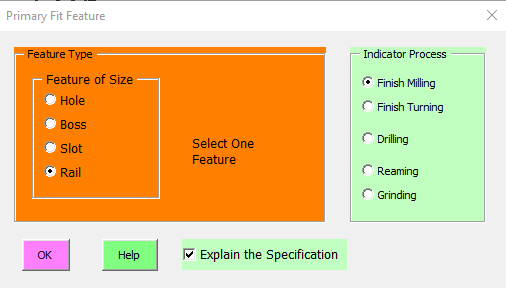 Primary Fit Feature
Feature Type
Feature of Size
Hole
Boss
Slot
Rail
Select One
Feature
Indicator Process
Finish Milling
Finish Turning
Drilling
Reaming
Grinding
OK
Help
Explain the Specification